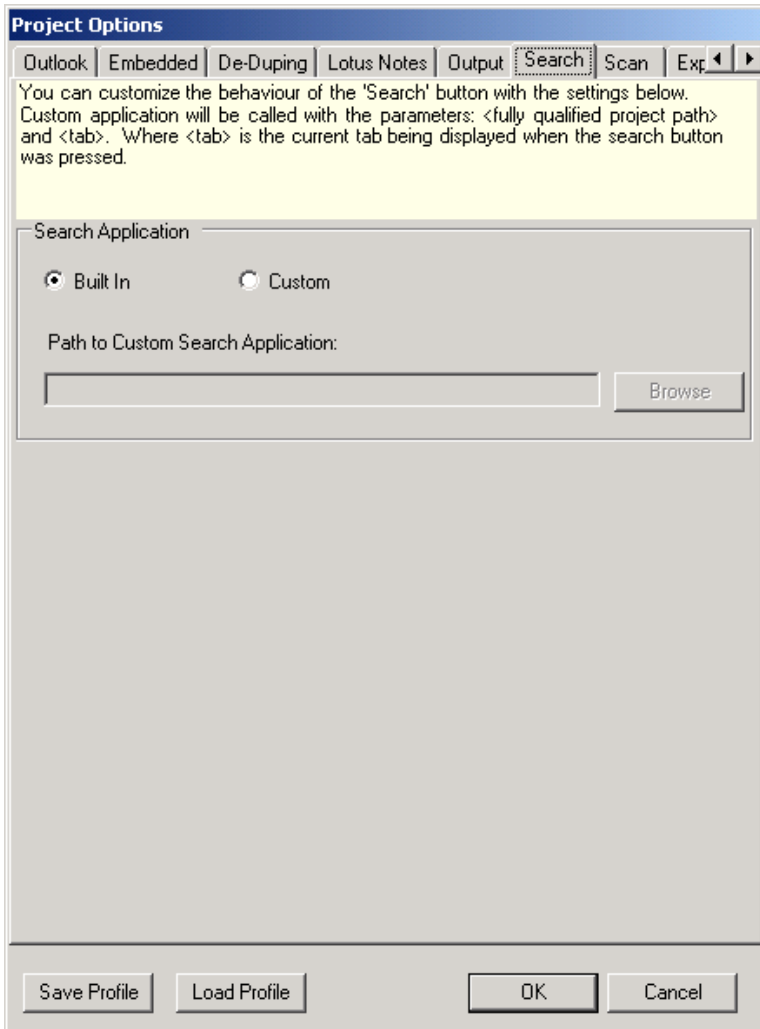 Project Options
Outlook Embedded De-Duping Lotus Notes Output Search Scan
You can customize the behaviour of the 'Search' button with the settings below.
Custom application will be called with the parameters: <fully qualified project path>
and <tab>. Where <tab> is the current tab being displayed when the search button
was pressed.
Search Application
Built In Custom
Path to Custom Search Application:
Browse
Save Profile Load Profile OK Cancel